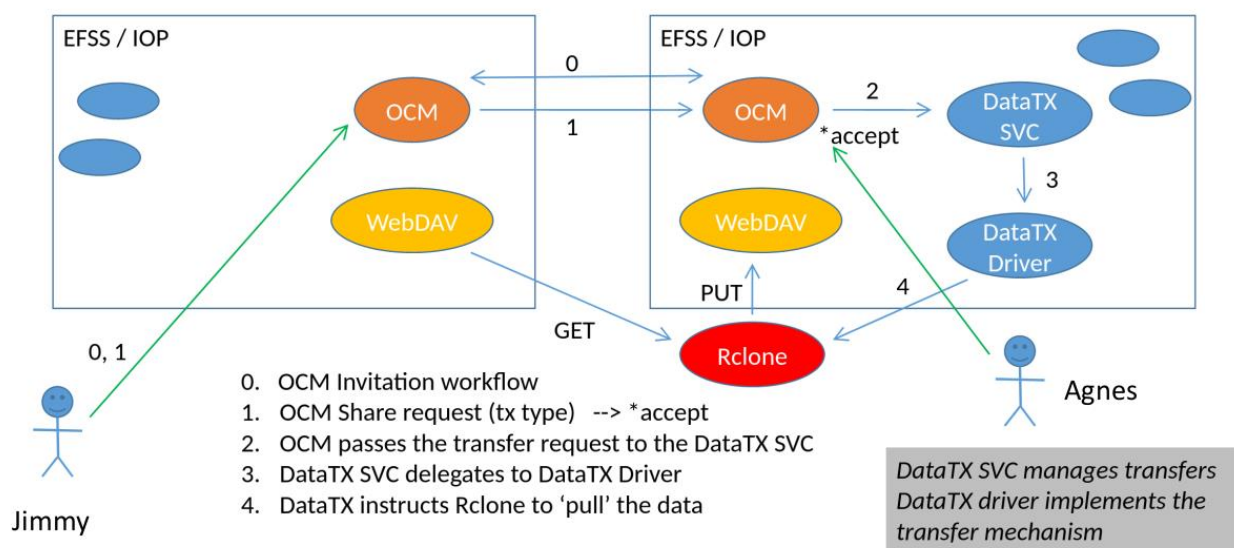 EFSS / IOP
EFSS / IOP
0
OCM
OCM
2
DataTX
SVC
1
*accept
3
WebDAV
WebDAV
DataTX
Driver
PUT
4
GET
Rclone
0, 1
Jimmy
Agnes
0. OCM Invitation workflow
1. OCM Share request (tx type) --> *accept
2. OCM passes the transfer request to the DataTX SVC
3. DataTX SVC delegates to DataTX Driver
4. DataTX instructs Rclone to ‘pull’ the data
DataTX SVC manages transfers
DataTX driver implements the
transfer mechanism